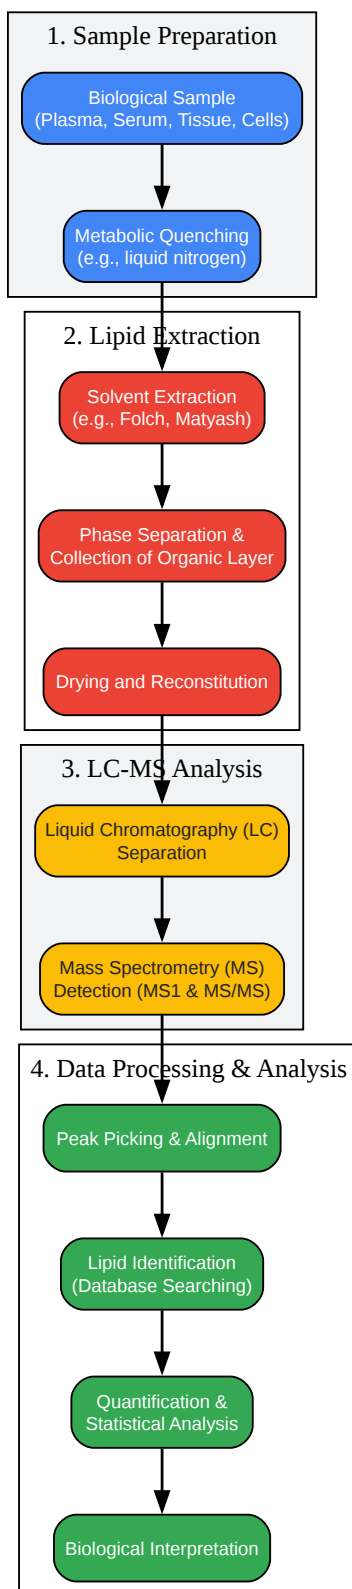 1. Sample Preparation
Biological Sample
(Plasma, Serum, Tissue, Cells)
Metabolic Quenching
(e.g., liquid nitrogen)
2. Lipid Extraction
Solvent Extraction
(e.g., Folch, Matyash)
Phase Separation &
Collection of Organic Layer
Drying and Reconstitution
3. LC-MS Analysis
Liquid Chromatography (LC)
Separation
Mass Spectrometry (MS)
Detection (MS1 & MS/MS)
4. Data Processing & Analysis
Peak Picking & Alignment
Lipid Identification
(Database Searching)
Quantification &
Statistical Analysis
Biological Interpretation